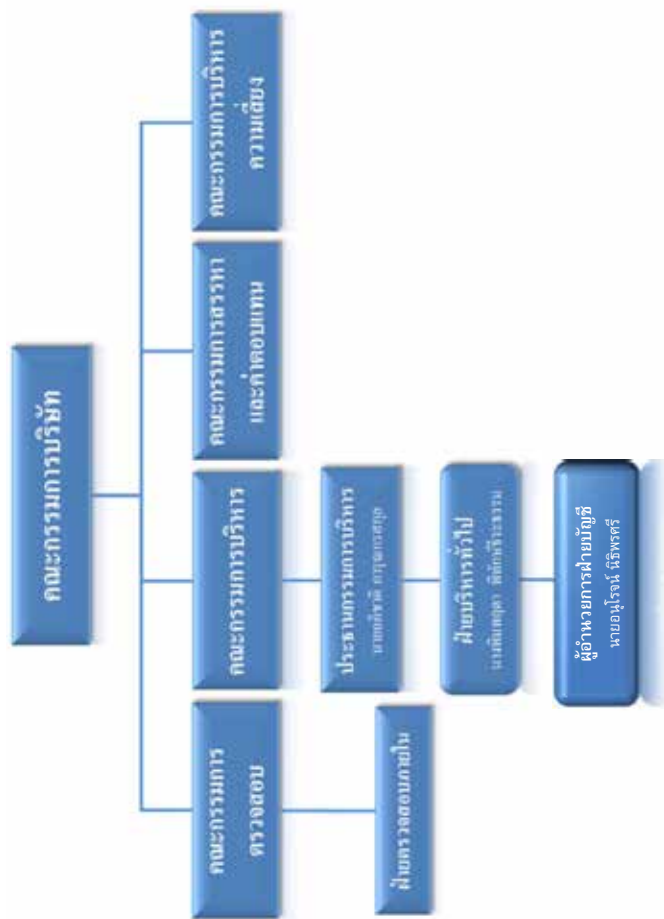 คณะกรรมการบริษัท
คณะกรรมการ
ตรวจสอบ
คณะกรรมการบริหาร
คณะกรรมการสรรหา
และค่าตอบแทน
คณะกรรมการบริหาร
ความเสี่ยง
ฝ่ายตรวจสอบภายใน
ประธานกรรมการบริหาร
ฝ่ายบริหารทั่วไป
ผู้อำนวยการฝ่ายบัญชี
นายอนุโรจน์ นิธิพรศรี